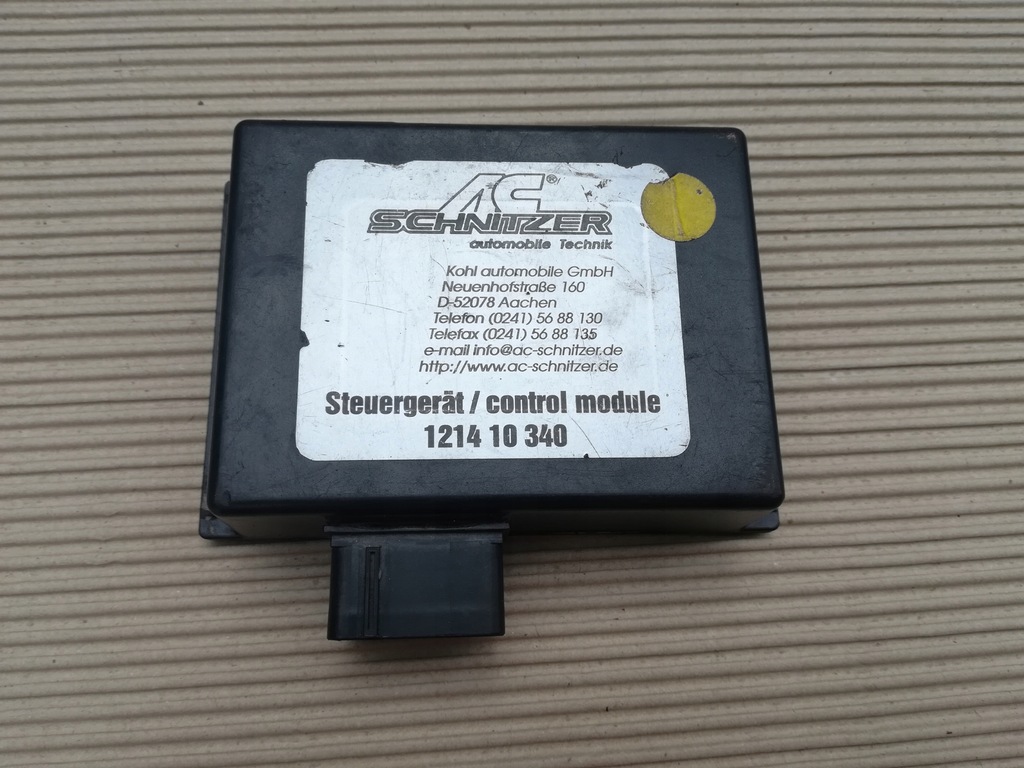 AC®
SCHNITZER
automobile Technik
Kohl automobile GmbH
Neuenhofstraße 160
D-52078 Aachen
Telefon (0241) 56 88 130
Telefax (0241) 56 88 135
e-mail info@ac-schnitzer.de
http://www.ac-schnitzer.de
Steuergerät / control module
1214 10 340